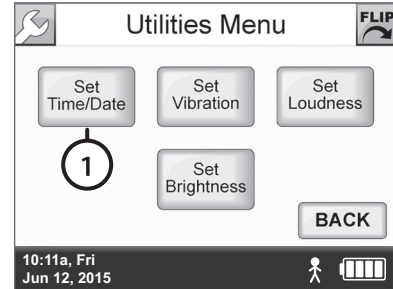 Utilities Menu
FLIP
Set
Time/Date
Set
Vibration
Set
Loudness
1
Set
Brightness
BACK
10:11a, Fri
Jun 12, 2015